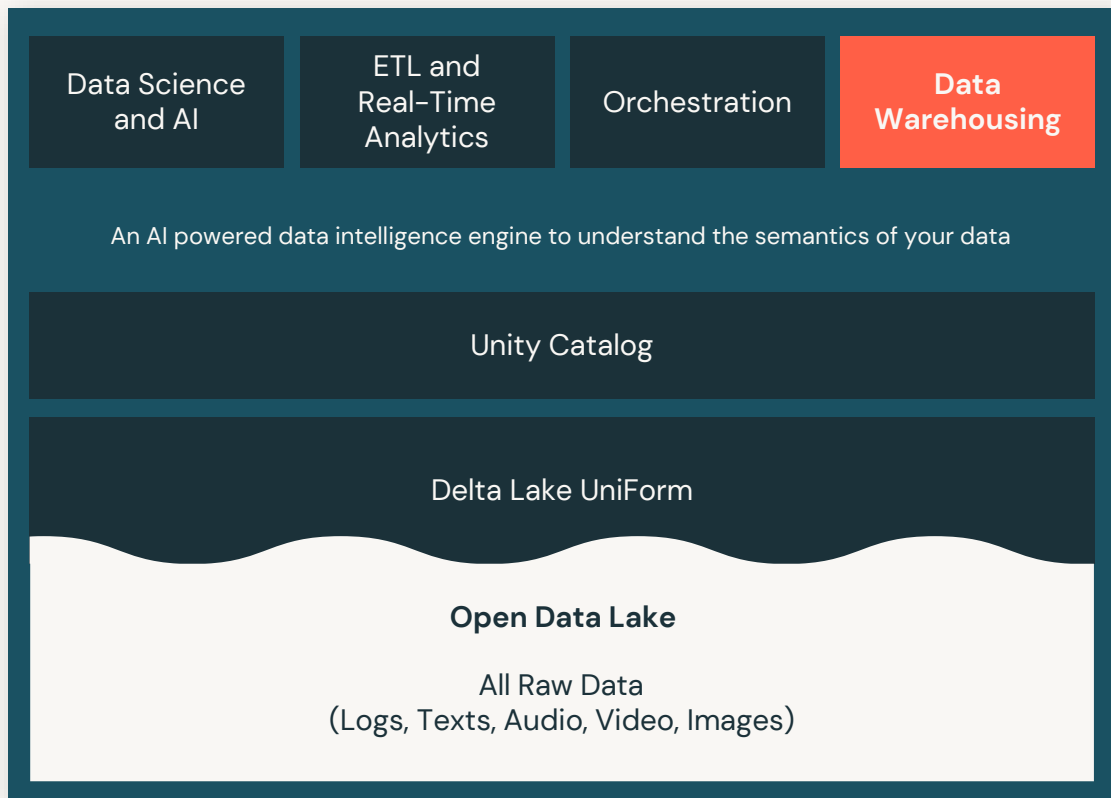 Data Science
and AI
ETL and
Real-Time
Analytics
Orchestration
Data
Warehousing
An AI powered data intelligence engine to understand the semantics of your data
Unity Catalog
Delta Lake UniForm
Open Data Lake
All Raw Data
(Logs, Texts, Audio, Video, Images)